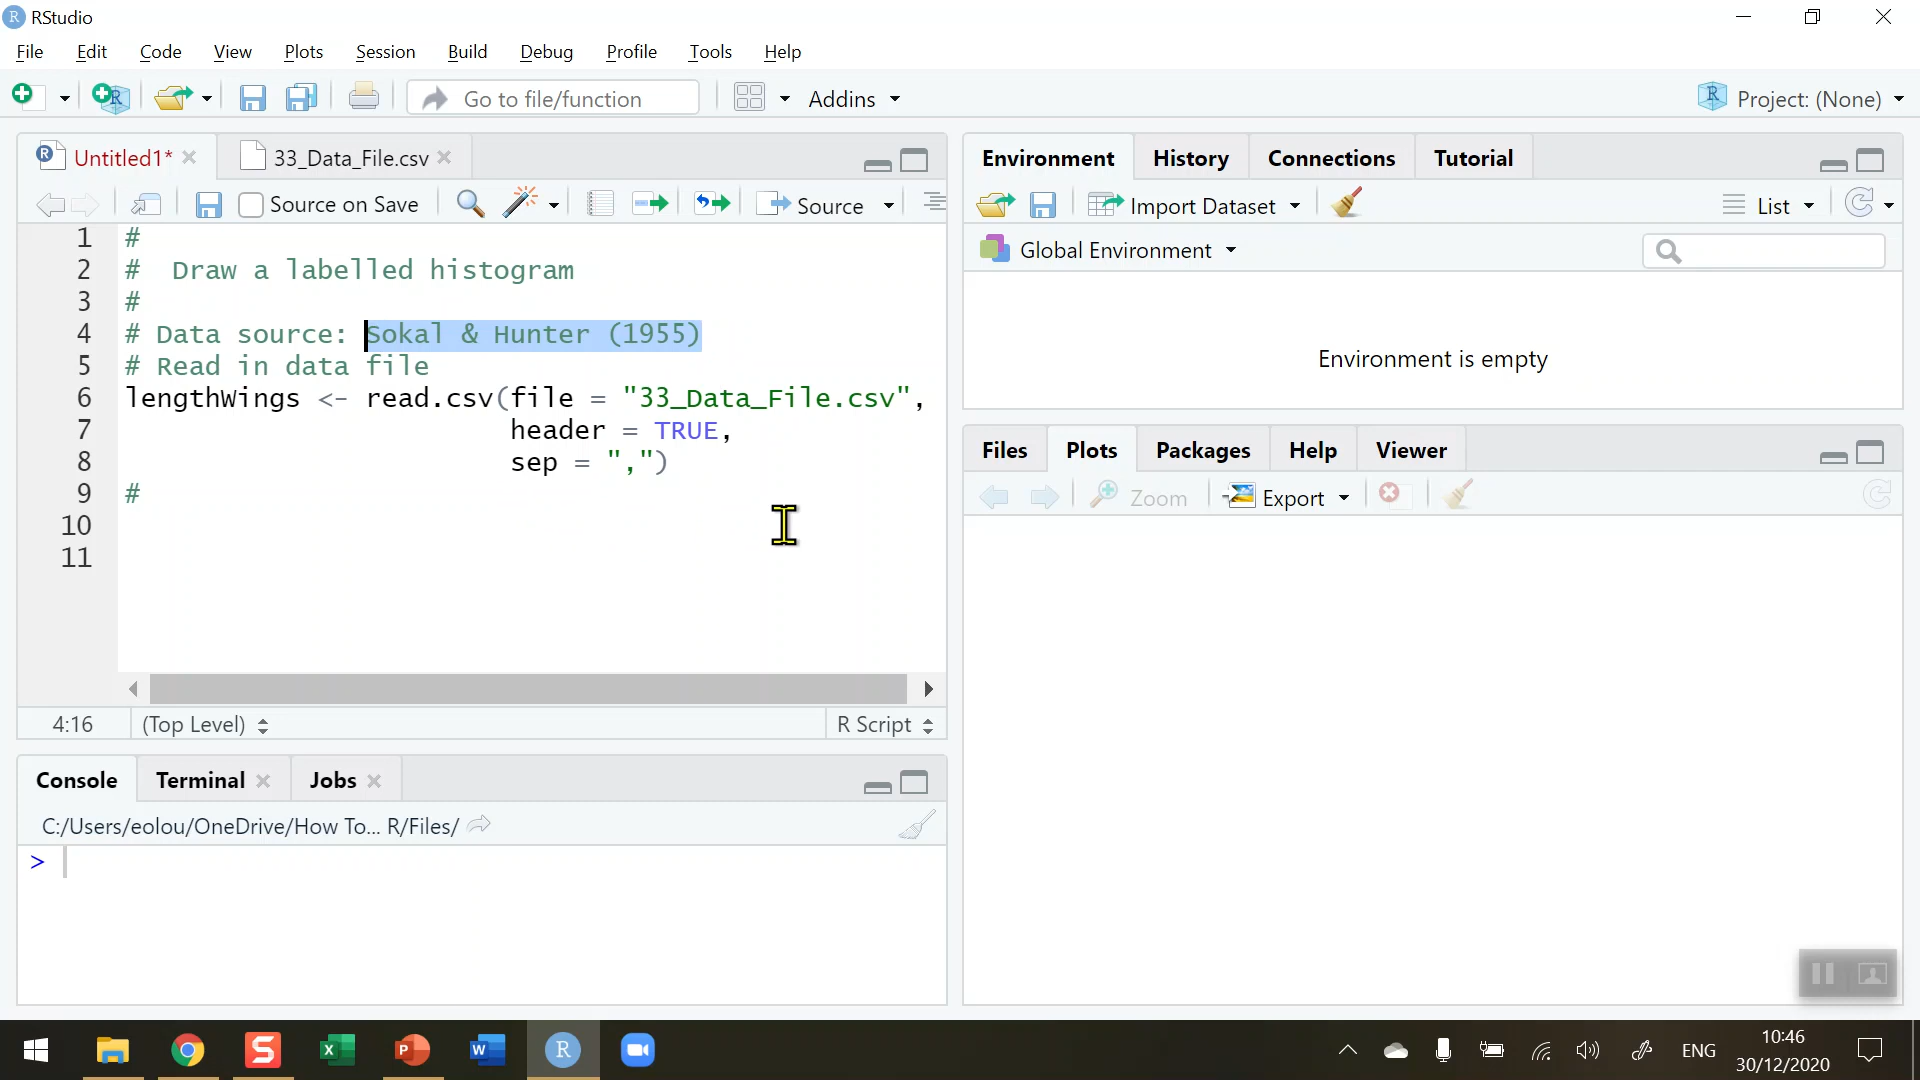 RStudio
File Edit Code View Plots Session Build Debug Profile Tools Help
Go to file/function Addins Project: (None)
Untitled1* 33_Data_File.csv
Source on Save Source
1 #
2 #  Draw a labelled histogram
3 #
4 # Data source: Sokal & Hunter (1955)
5 # Read in data file
6 lengthWings <- read.csv(file = "33_Data_File.csv",
7 header = TRUE,
8 sep = ",")
9 #
10
11
4:16 (Top Level) R Script
Console Terminal Jobs
C:/Users/eolou/OneDrive/How To... R/Files/
>
Environment History Connections Tutorial
Import Dataset List
Global Environment
Environment is empty
Files Plots Packages Help Viewer
Zoom Export
ENG
10:46
30/12/2020